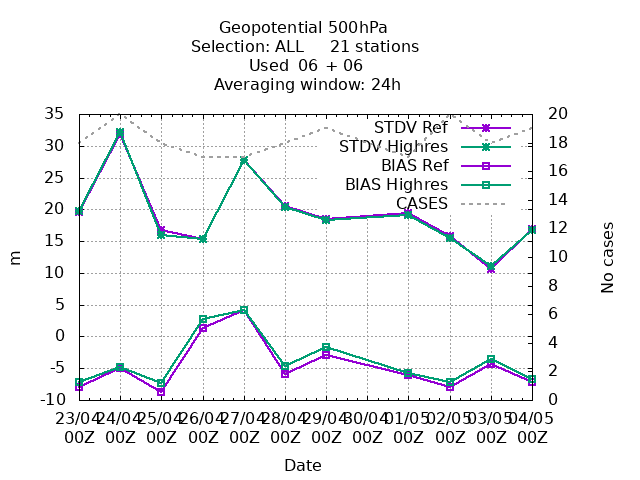 Geopotential 500hPa
Selection: ALL 21 stations
Used 06 + 06
Averaging window: 24h
35 20
30 18
25 16
20 14
15 12
10 10
5 8
0 6
-5 4
-10 2
0
STDV Ref
STDV Highres
BIAS Ref
BIAS Highres
CASES
m
No cases
23/04 24/04 25/04 26/04 27/04 28/04 29/04 30/04 01/05 02/05 03/05 04/05
00Z 00Z 00Z 00Z 00Z 00Z 00Z 00Z 00Z 00Z 00Z 00Z
Date